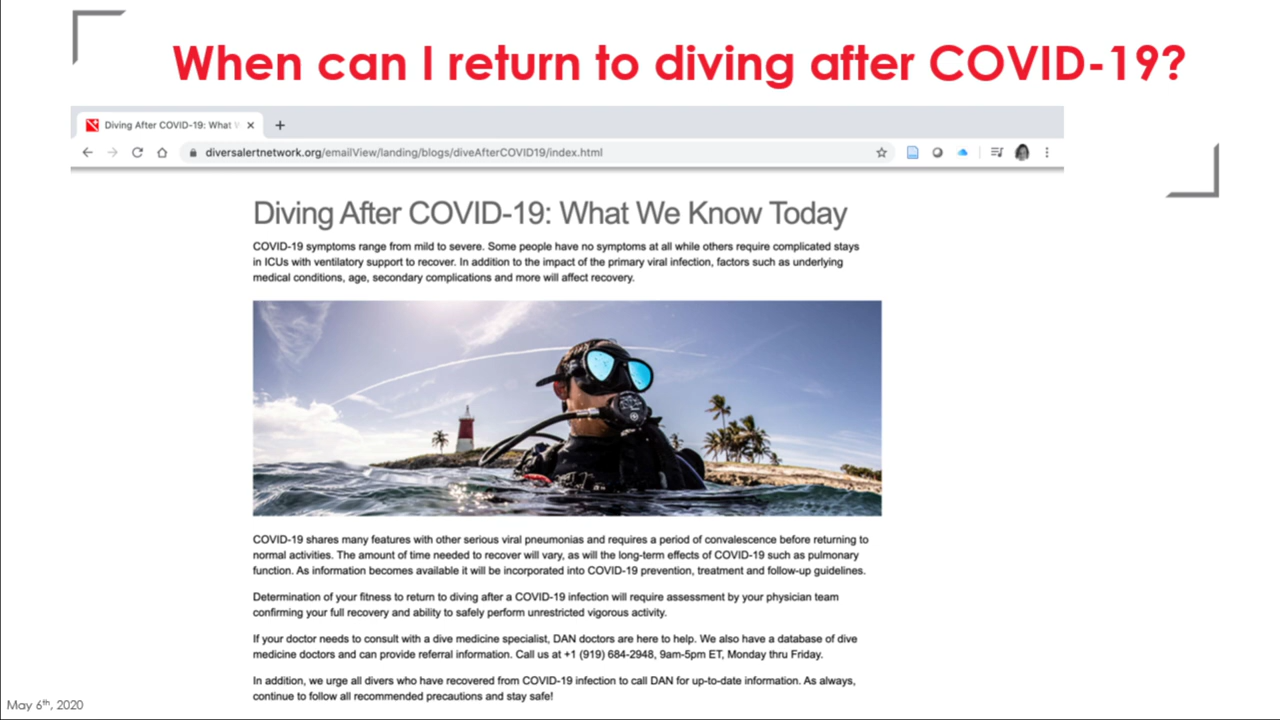 When can I return to diving after COVID-19?
Diving After COVID-19: What
diversalertnetwork.org/emailView/landing/blogs/diveAfterCOVID19/index.html
Diving After COVID-19: What We Know Today
COVID-19 symptoms range from mild to severe. Some people have no symptoms at all while others require complicated stays
in ICUs with ventilatory support to recover. In addition to the impact of the primary viral infection, factors such as underlying
medical conditions, age, secondary complications and more will affect recovery.
COVID-19 shares many features with other serious viral pneumonias and requires a period of convalescence before returning to
normal activities. The amount of time needed to recover will vary, as will the long-term effects of COVID-19 such as pulmonary
function. As information becomes available it will be incorporated into COVID-19 prevention, treatment and follow-up guidelines.
Determination of your fitness to return to diving after a COVID-19 infection will require assessment by your physician team
confirming your full recovery and ability to safely perform unrestricted vigorous activity.
If your doctor needs to consult with a dive medicine specialist, DAN doctors are here to help. We also have a database of dive
medicine doctors and can provide referral information. Call us at +1 (919) 684-2948, 9am-5pm ET, Monday thru Friday.
In addition, we urge all divers who have recovered from COVID-19 infection to call DAN for up-to-date information. As always,
continue to follow all recommended precautions and stay safe!
May 6th, 2020